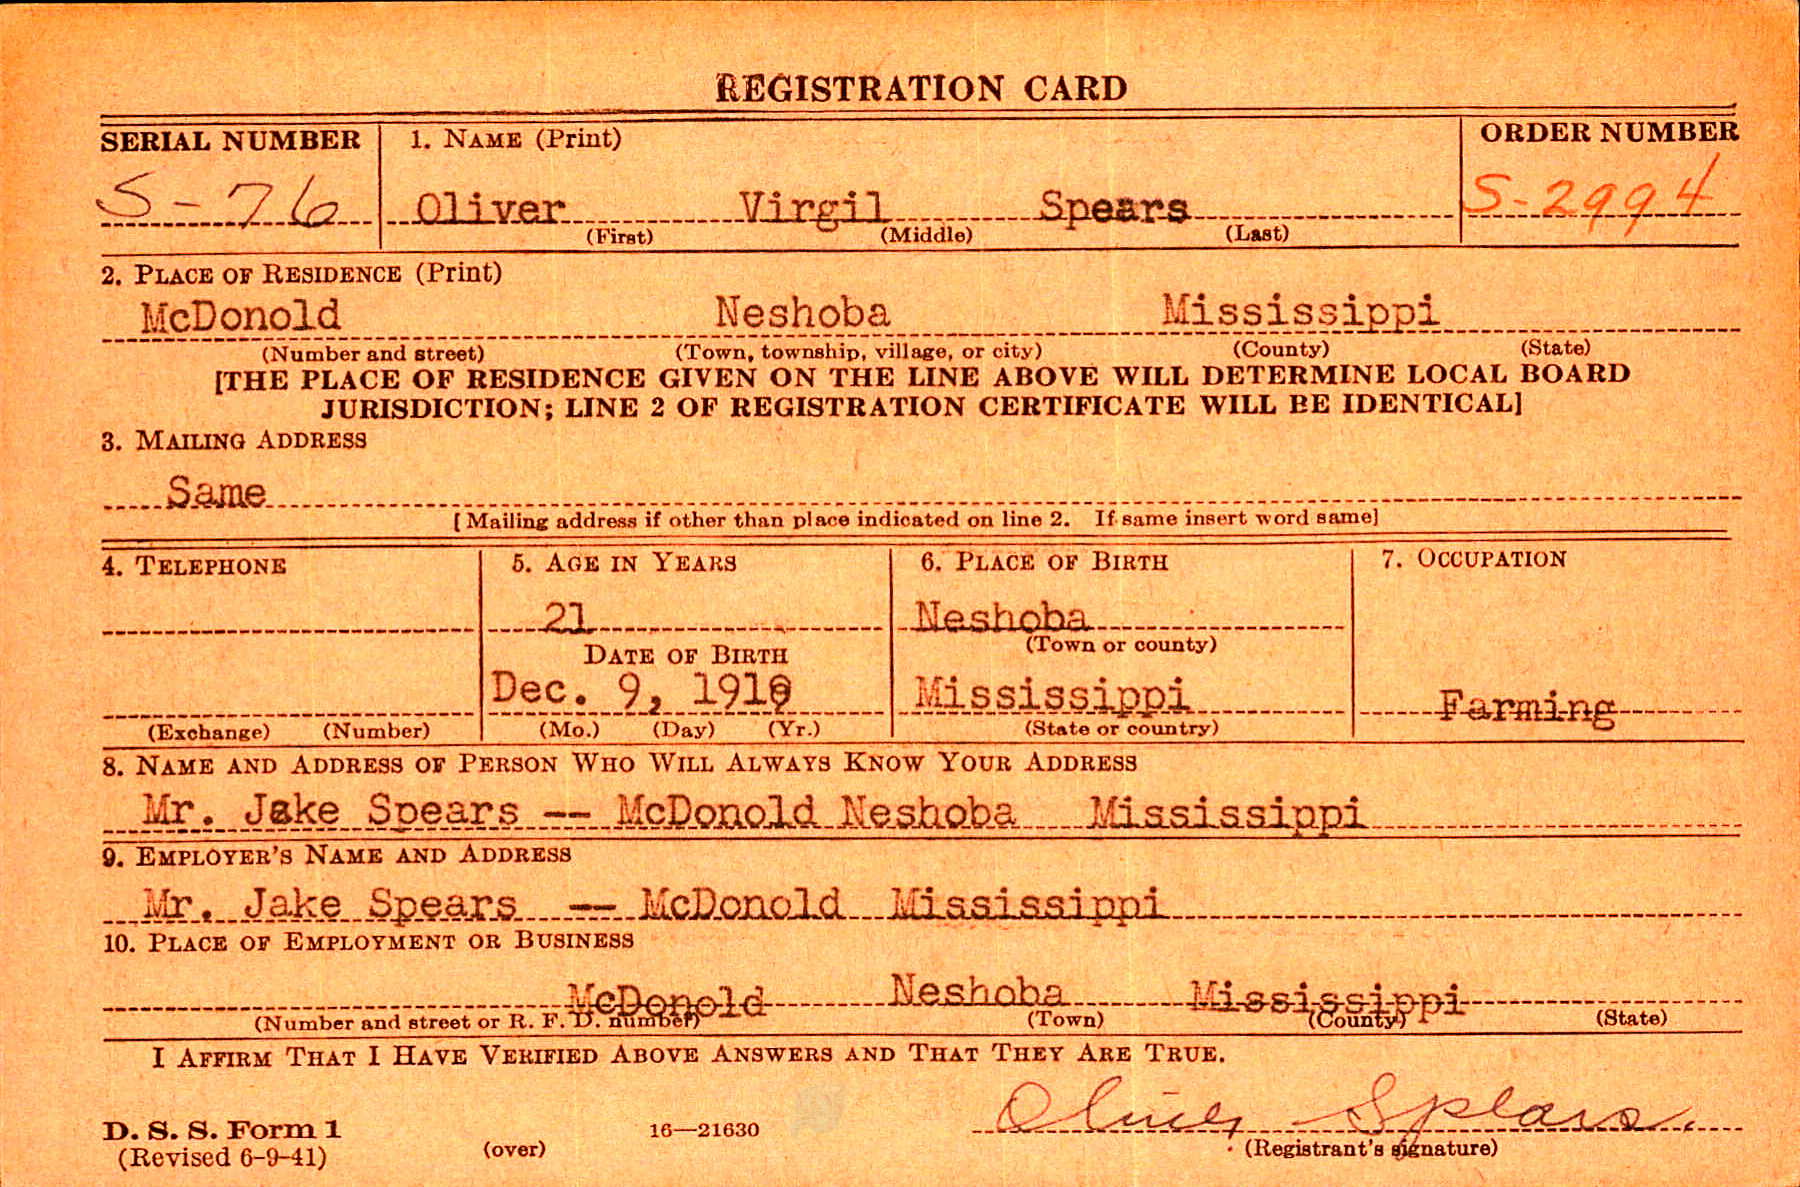 REGISTRATION CARD
SERIAL NUMBER 1. NAME (Print) ORDER NUMBER
S-76 Oliver Virgil Spears S-2994
(First) (Middle) (Last)
2. PLACE OF RESIDENCE (Print)
McDonold Neshoba Mississippi
(Number and street) (Town, township, village, or city) (County) (State)
[THE PLACE OF RESIDENCE GIVEN ON THE LINE ABOVE WILL DETERMINE LOCAL BOARD
JURISDICTION; LINE 2 OF REGISTRATION CERTIFICATE WILL BE IDENTICAL]
3. MAILING ADDRESS
Same
[Mailing address if other than place indicated on line 2. If same insert word same]
4. TELEPHONE 5. AGE IN YEARS 6. PLACE OF BIRTH 7. OCCUPATION
21 Neshoba
DATE OF BIRTH (Town or county)
Dec. 9, Mississippi Farming
(Exchange) (Number) (Mo.) (Day) (Yr.) (State or country)
8. NAME AND ADDRESS OF PERSON WHO WILL ALWAYS KNOW YOUR ADDRESS
Mr. Jake Spears -- McDonold Neshoba Mississippi
9. EMPLOYER'S NAME AND ADDRESS
Mr. Jake Spears -- McDonold Mississippi
10. PLACE OF EMPLOYMENT OR BUSINESS
McDonold Neshoba Mississippi
(Number and street or R. F. D. number) (Town) (County) (State)
I AFFIRM THAT I HAVE VERIFIED ABOVE ANSWERS AND THAT THEY ARE TRUE.
Oliver Spears.
D. S. S. Form 1 16—21630 (Registrant's signature)
(Revised 6-9-41) (over)